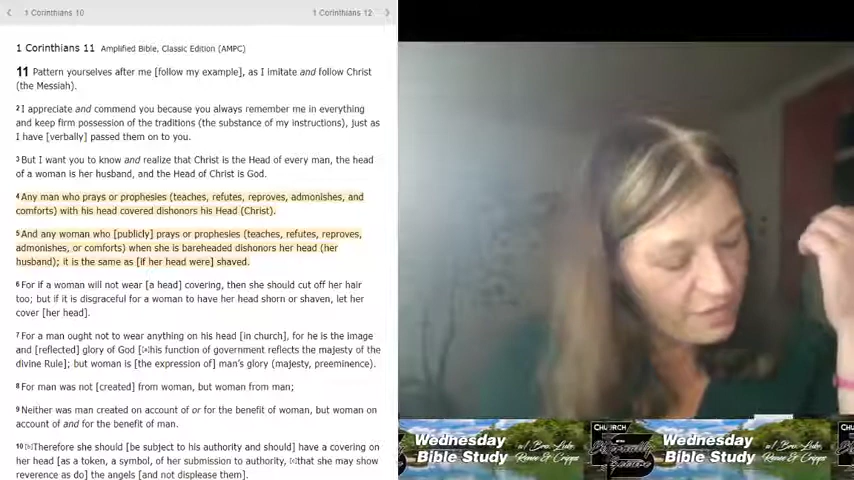 1 Corinthians 10
1 Corinthians 12
1 Corinthians 11 Amplified Bible, Classic Edition (AMPC)
11 Pattern yourselves after me [follow my example], as I imitate and follow Christ
(the Messiah).
2 I appreciate and commend you because you always remember me in everything
and keep firm possession of the traditions (the substance of my instructions), just as
I have [verbally] passed them on to you.
3 But I want you to know and realize that Christ is the Head of every man, the head
of a woman is her husband, and the Head of Christ is God.
4 Any man who prays or prophesies (teaches, refutes, reproves, admonishes, and
comforts) with his head covered dishonors his Head (Christ).
5 And any woman who [publicly] prays or prophesies (teaches, refutes, reproves,
admonishes, or comforts) when she is bareheaded dishonors her head (her
husband); it is the same as [if her head were] shaved.
6 For if a woman will not wear [a head] covering, then she should cut off her hair
too; but if it is disgraceful for a woman to have her head shorn or shaven, let her
cover [her head].
7 For a man ought not to wear anything on his head [in church], for he is the image
and [reflected] glory of God [[a]his function of government reflects the majesty of the
divine Rule]; but woman is [the expression of] man's glory (majesty, preeminence).
8 For man was not [created] from woman, but woman from man;
9 Neither was man created on account of or for the benefit of woman, but woman on
account of and for the benefit of man.
10 [b]Therefore she should [be subject to his authority and should] have a covering on
her head [as a token, a symbol, of her submission to authority, [c]that she may show
reverence as do] the angels [and not displease them].
Wednesday
Bible Study
w/ Bro. Luke,
Renee & Cripps
CHURCH
Eternally
Secure
Wednesday
Bible Study
w/ Bro. Luke,
Renee & Cripps